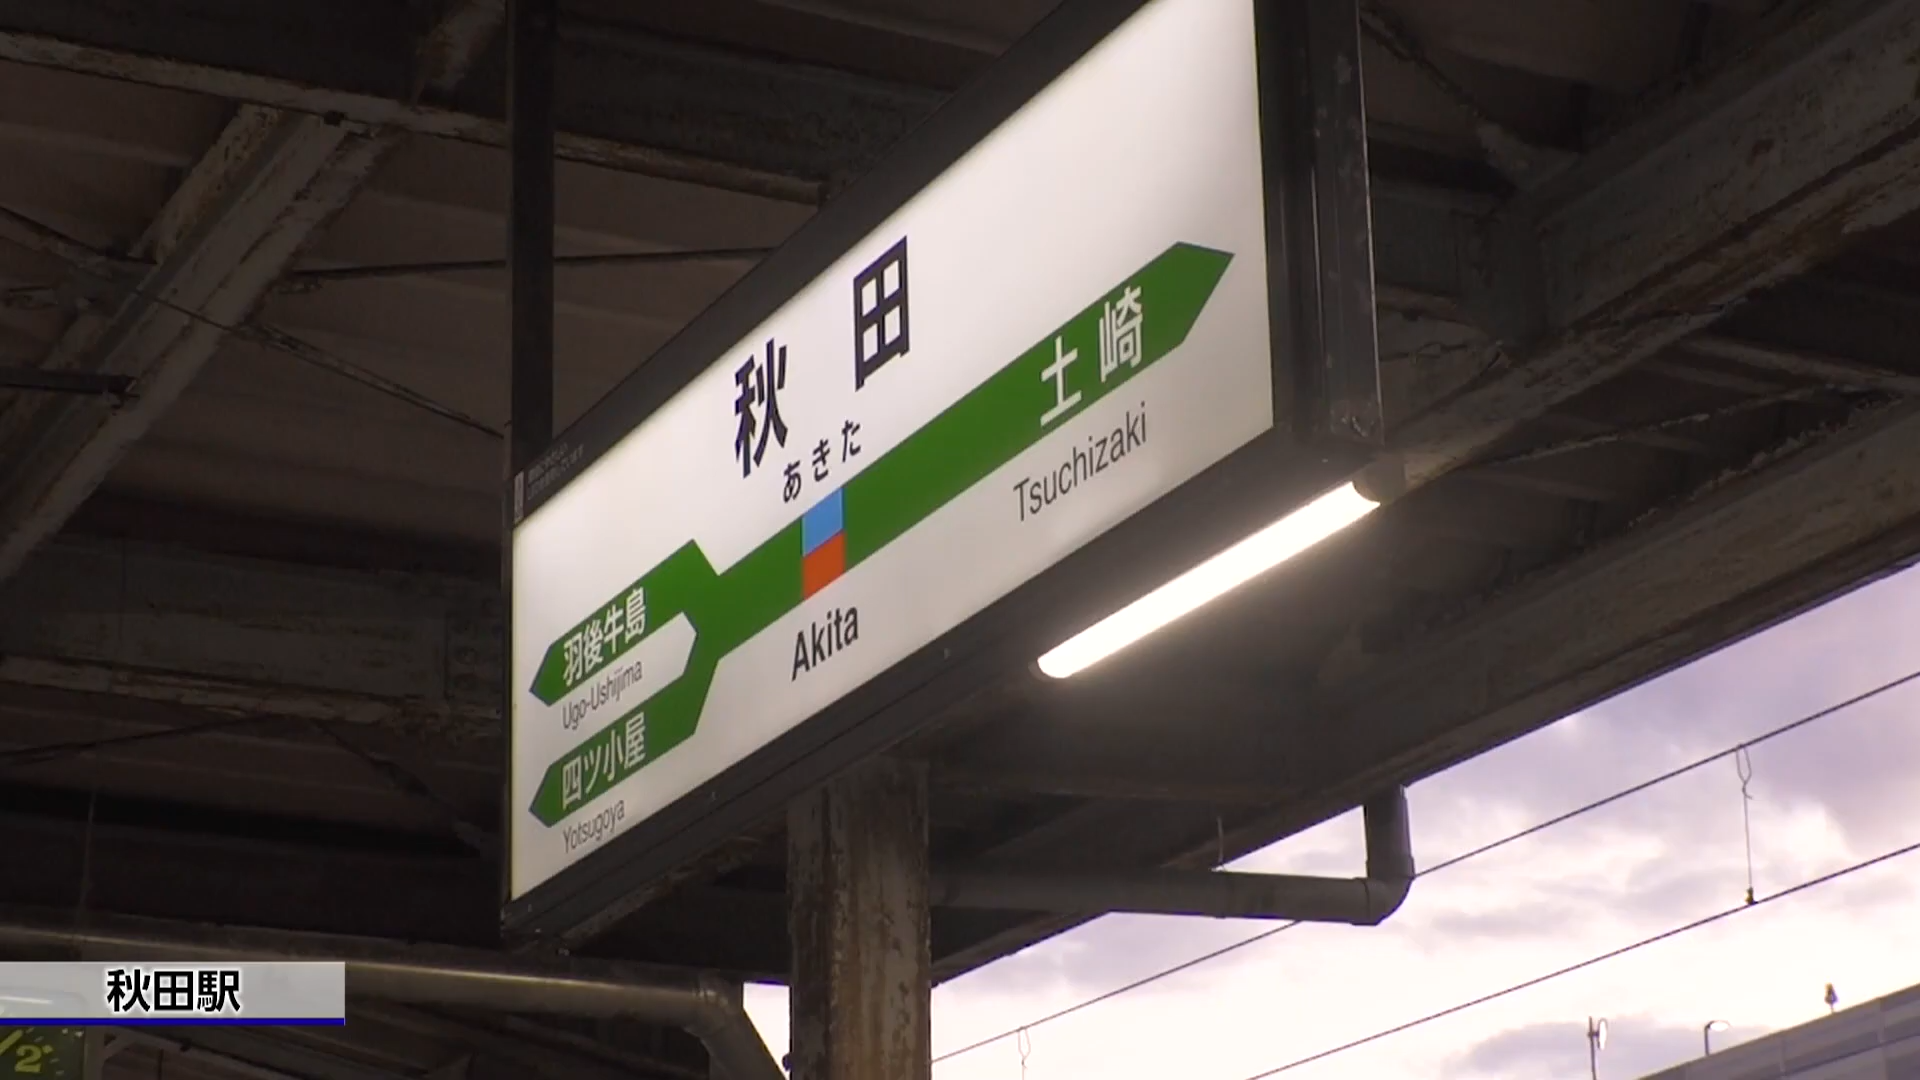 秋田
あきた
土崎
Tsuchizaki
Akita
羽後牛島
Ugo-Ushijima
四ツ小屋
Yotsugoya
秋田駅
2